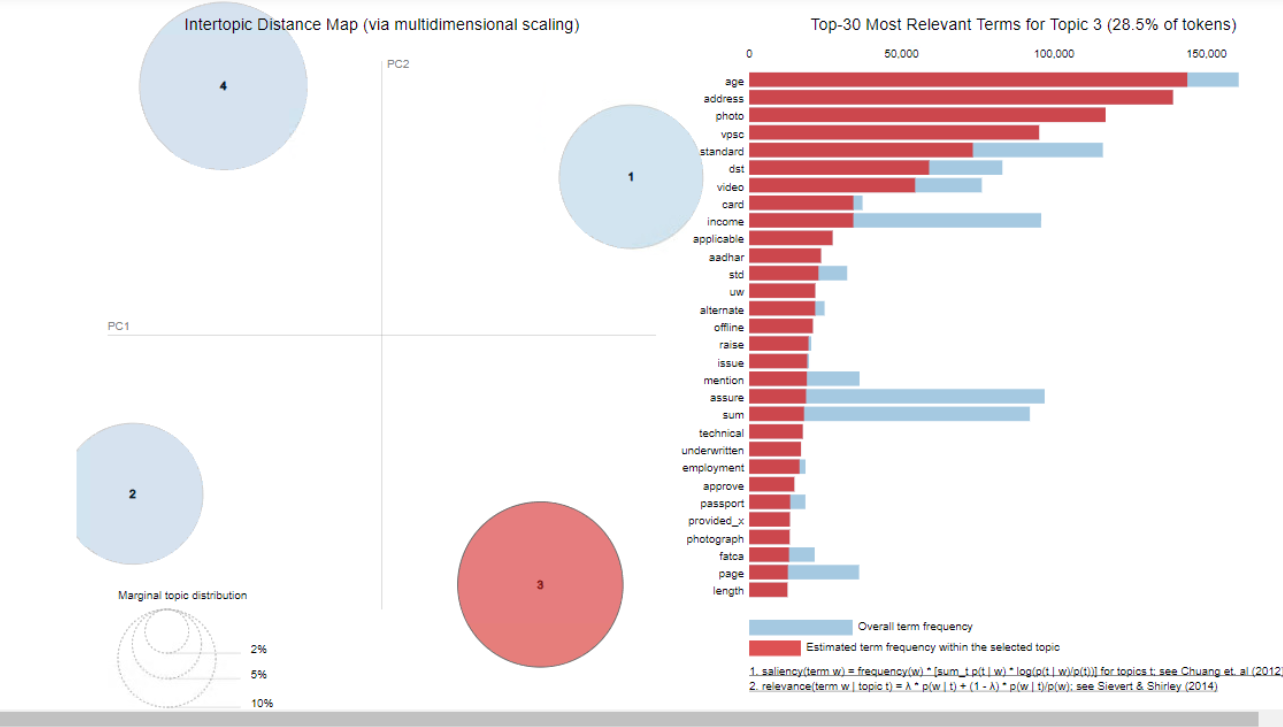 Intertopic Distance Map (via multidimensional scaling)
PC2
PC1
4
1
2
3
Marginal topic distribution
2%
5%
10%
Top-30 Most Relevant Terms for Topic 3 (28.5% of tokens)
0 50,000 100,000 150,000
age
address
photo
vpsc
standard
dst
video
card
income
applicable
aadhar
std
uw
alternate
offline
raise
issue
mention
assure
sum
technical
underwritten
employment
approve
passport
provided_x
photograph
fatca
page
length
Overall term frequency
Estimated term frequency within the selected topic
1. saliency(term w) = frequency(w) * [sum_t p(t | w) * log(p(t | w)/p(t))] for topics t; see Chuang et. al (2012
2. relevance(term w | topic t) = λ * p(w | t) + (1 - λ) * p(w | t)/p(w); see Sievert & Shirley (2014)